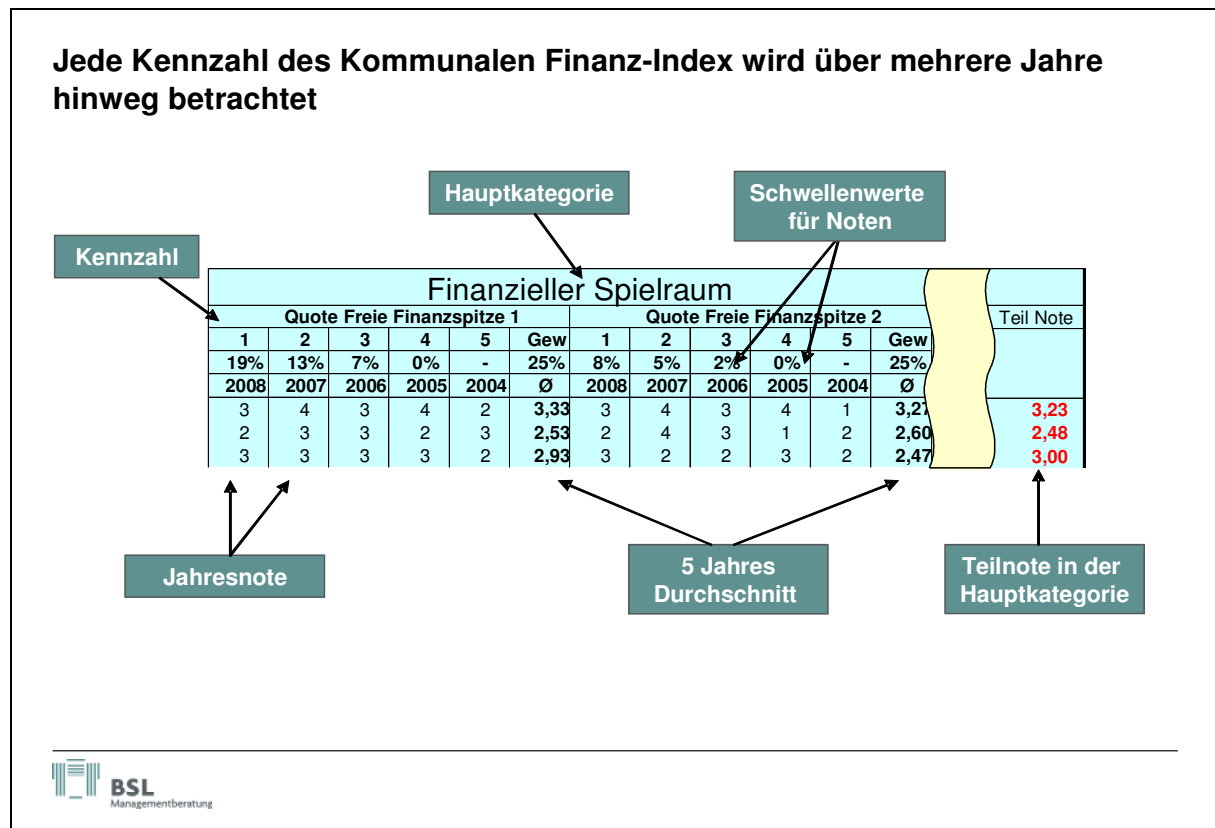 Jede Kennzahl des Kommunalen Finanz-Index wird über mehrere Jahre
hinweg betrachtet
Hauptkategorie
Schwellenwerte
für Noten
Kennzahl
Finanzieller Spielraum
Quote Freie Finanzspitze 1 Quote Freie Finanzspitze 2 Teil Note
1 2 3 4 5 Gew 1 2 3 4 5 Gew
19% 13% 7% 0% - 25% 8% 5% 2% 0% - 25%
2008 2007 2006 2005 2004 Ø 2008 2007 2006 2005 2004 Ø
3 4 3 4 2 3,33 3 4 3 4 1 3,27 3,23
2 3 3 2 3 2,53 2 4 3 1 2 2,60 2,48
3 3 3 3 2 2,93 3 2 2 3 2 2,47 3,00
Jahresnote
5 Jahres
Durchschnitt
Teilnote in der
Hauptkategorie
BSL
Managementberatung